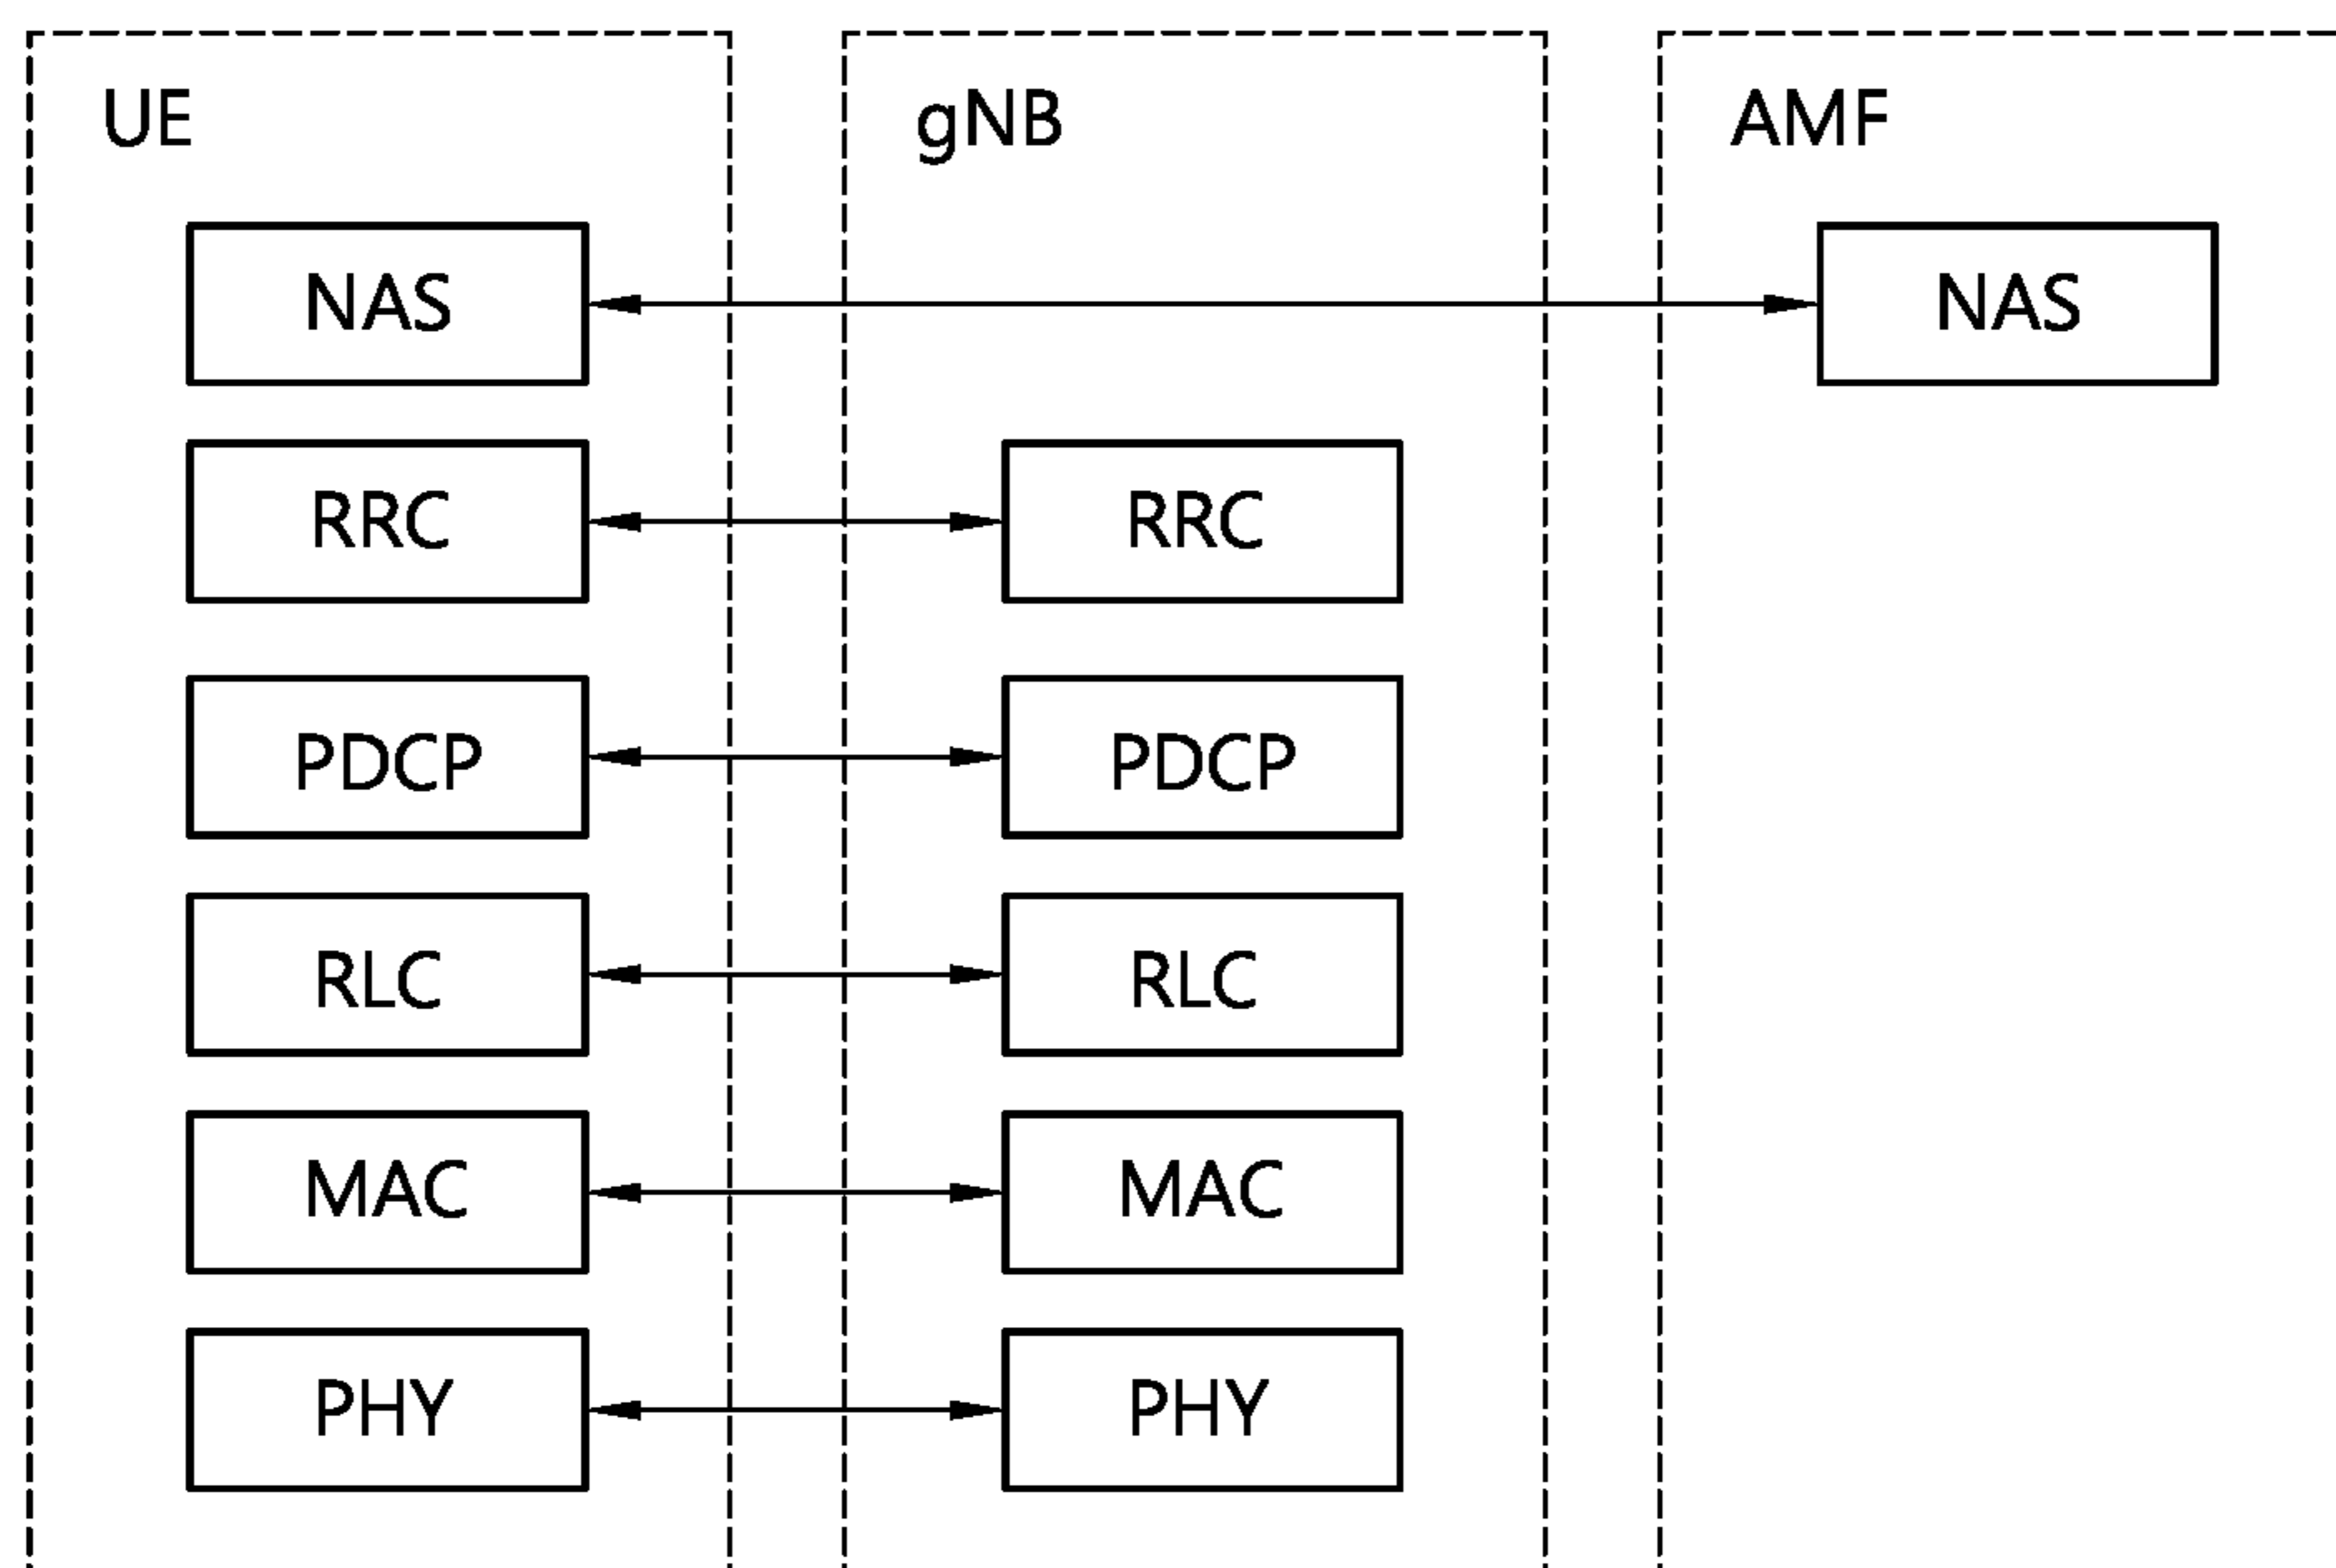 UE
gNB
AMF
NAS
NAS
RRC
RRC
PDCP
PDCP
RLC
RLC
MAC
MAC
PHY
PHY